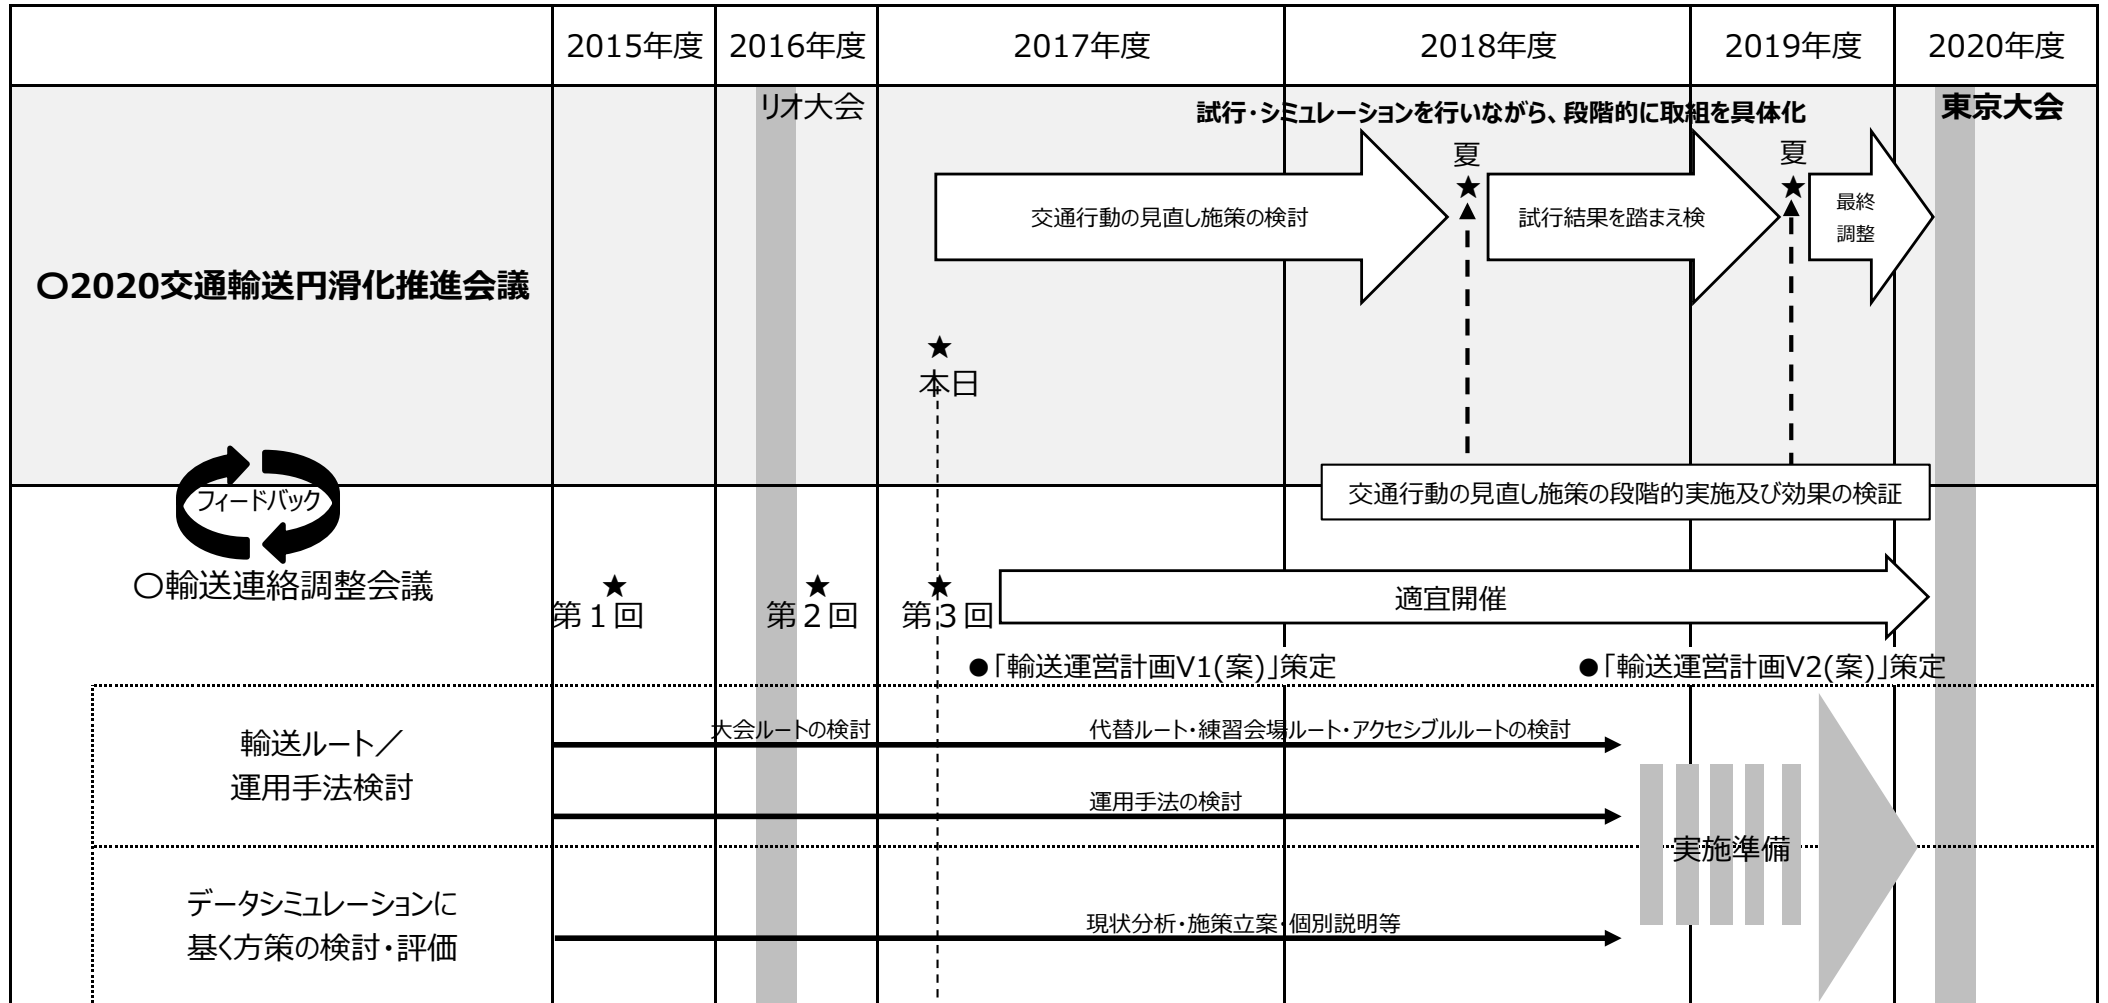 2015年度
2016年度
2017年度
2018年度
2019年度
2020年度
リオ大会
試行・シミュレーションを行いながら、段階的に取組を具体化
東京大会
夏
★
夏
★
交通行動の見直し施策の検討
試行結果を踏まえ検
最終
調整
〇2020交通輸送円滑化推進会議
★
本日
フィードバック
交通行動の見直し施策の段階的実施及び効果の検証
〇輸送連絡調整会議
★
第１回
★
第２回
★
第３回
適宜開催
●「輸送運営計画V1(案)」策定
●「輸送運営計画V2(案)」策定
輸送ルート／
運用手法検討
大会ルートの検討
代替ルート・練習会場ルート・アクセシブルルートの検討
運用手法の検討
実施準備
データシミュレーションに
基く方策の検討・評価
現状分析・施策立案・個別説明等